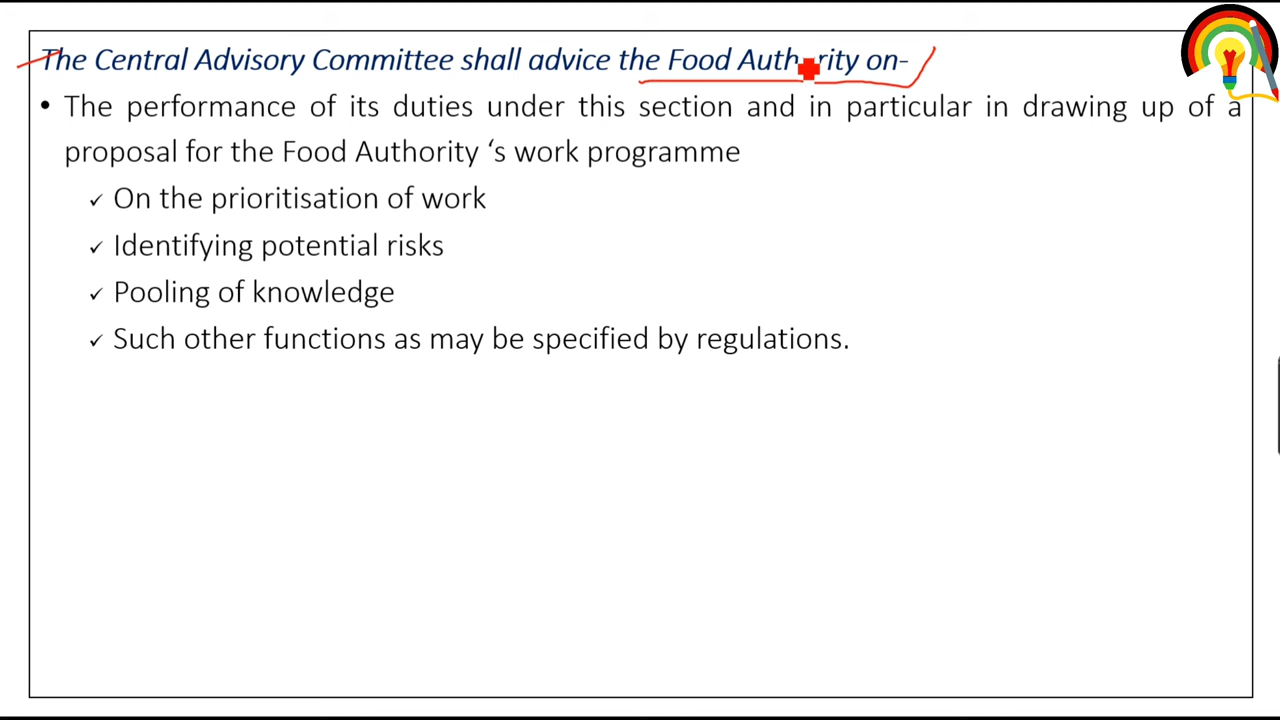 The Central Advisory Committee shall advice the Food Authority on-
• The performance of its duties under this section and in particular in drawing up of a
proposal for the Food Authority ‘s work programme
✓ On the prioritisation of work
✓ Identifying potential risks
✓ Pooling of knowledge
✓ Such other functions as may be specified by regulations.